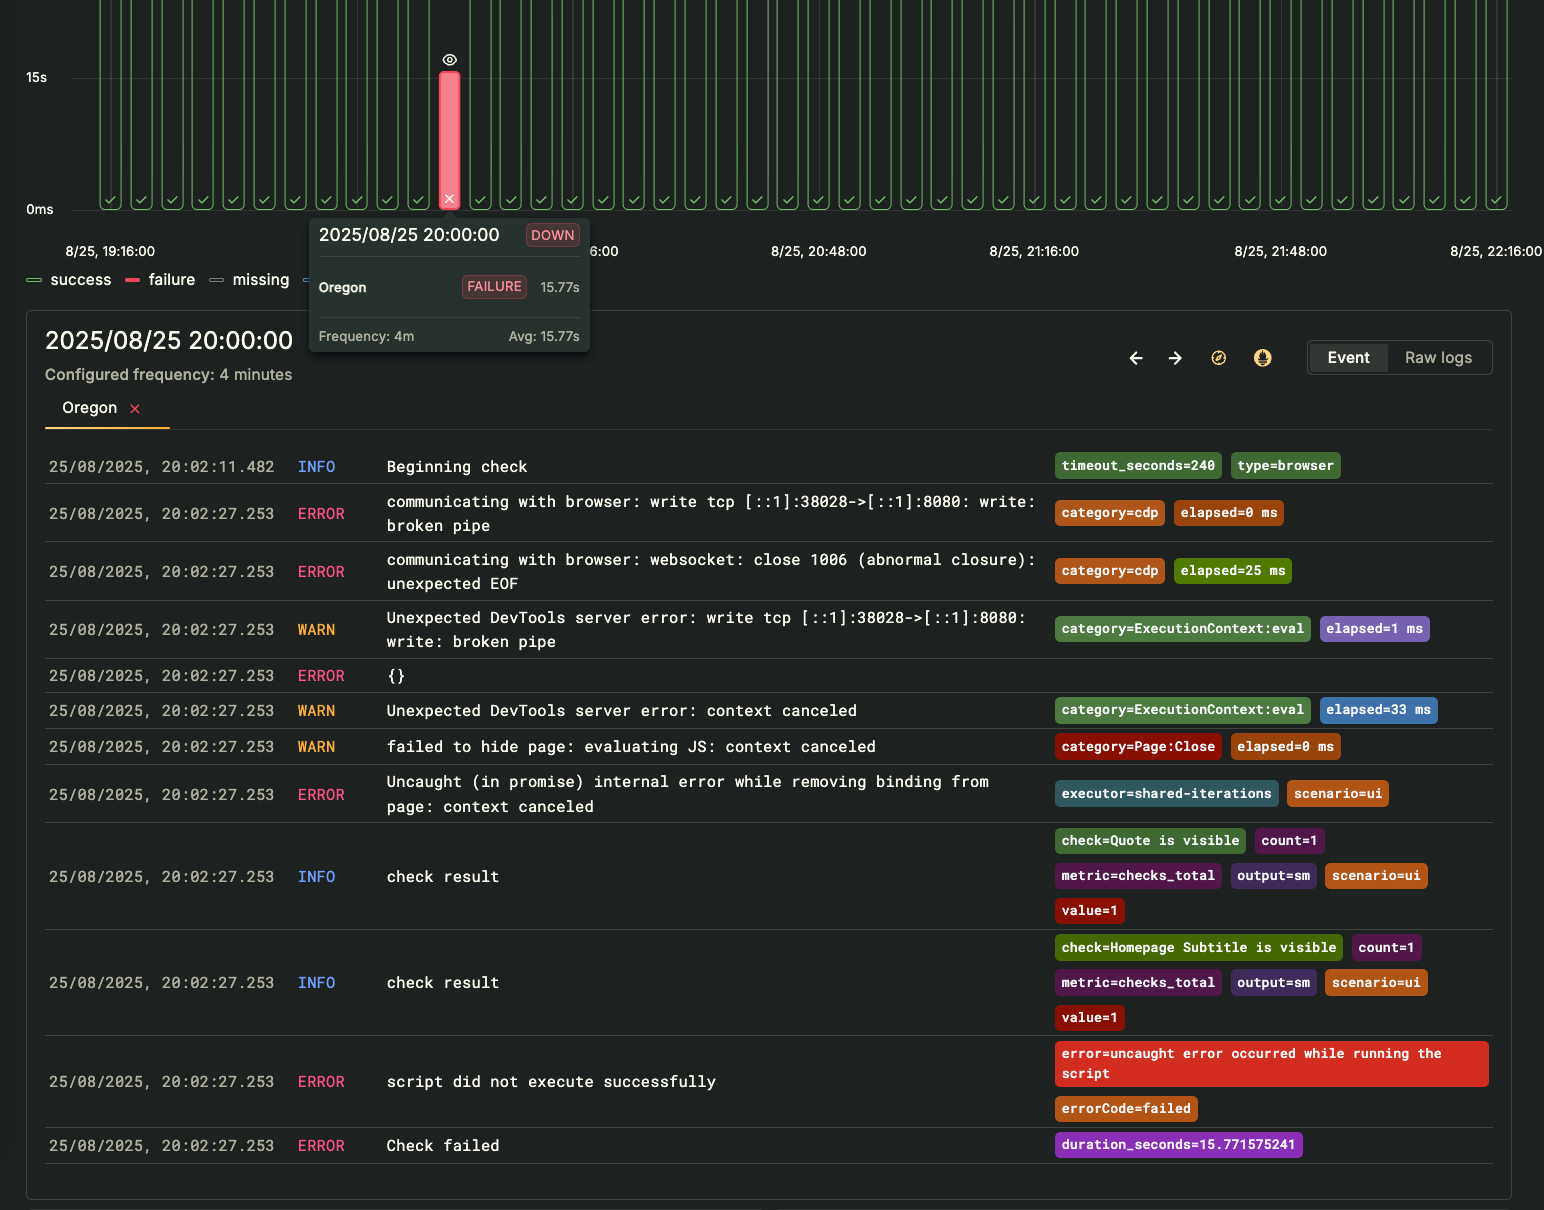 15s
0ms
8/25, 19:16:00
6:00
8/25, 20:48:00
8/25, 21:16:00
8/25, 21:48:00
8/25, 22:16:00
success failure missing
2025/08/25 20:00:00 DOWN
Oregon FAILURE 15.77s
Frequency: 4m Avg: 15.77s
2025/08/25 20:00:00
Configured frequency: 4 minutes
Event Raw logs
Oregon
25/08/2025, 20:02:11.482 INFO Beginning check timeout_seconds=240 type=browser
25/08/2025, 20:02:27.253 ERROR communicating with browser: write tcp [::1]:38028->[::1]:8080: write:
broken pipe
category=cdp elapsed=0 ms
25/08/2025, 20:02:27.253 ERROR communicating with browser: websocket: close 1006 (abnormal closure):
unexpected EOF
category=cdp elapsed=25 ms
25/08/2025, 20:02:27.253 WARN Unexpected DevTools server error: write tcp [::1]:38028->[::1]:8080:
write: broken pipe
category=ExecutionContext:eval elapsed=1 ms
25/08/2025, 20:02:27.253 ERROR {}
25/08/2025, 20:02:27.253 WARN Unexpected DevTools server error: context canceled category=ExecutionContext:eval elapsed=33 ms
25/08/2025, 20:02:27.253 WARN failed to hide page: evaluating JS: context canceled category=Page:Close elapsed=0 ms
25/08/2025, 20:02:27.253 ERROR Uncaught (in promise) internal error while removing binding from
page: context canceled
executor=shared-iterations scenario=ui
25/08/2025, 20:02:27.253 INFO check result
check=Quote is visible count=1
metric=checks_total output=sm scenario=ui
value=1
25/08/2025, 20:02:27.253 INFO check result
check=Homepage Subtitle is visible count=1
metric=checks_total output=sm scenario=ui
value=1
25/08/2025, 20:02:27.253 ERROR script did not execute successfully
error=uncaught error occurred while running the
script
errorCode=failed
25/08/2025, 20:02:27.253 ERROR Check failed duration_seconds=15.771575241